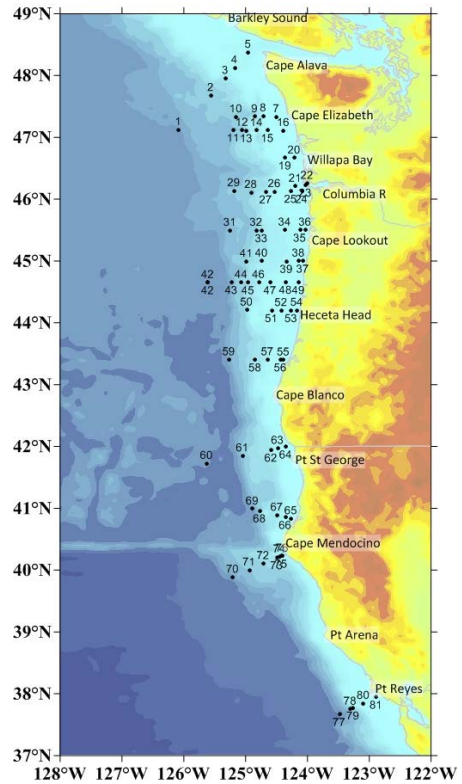 49°N
Barkley Sound
5
4
Cape Alava
3
48°N
2
10 9 8 7
Cape Elizabeth
1
12 14 16
47°N
11 13 15
20
19
Willapa Bay
22
21
29 28 26
Columbia R
46°N
27 25 24
31 32 34
33 35
Cape Lookout
41 40 38
45°N
39 37
42 44 46 48
42 43 45 47 49
50 52 54
51 53
Heceta Head
44°N
59 57 55
58 56
43°N
Cape Blanco
63
61
42°N
62 64
60
Pt St George
69 67 65
41°N
68 66
Cape Mendocino
72
71
40°N
70
39°N
Pt Arena
38°N
Pt Reyes
78 80
79 81
77
37°N
128°W 127°W 126°W 125°W 124°W 123°W 122°W